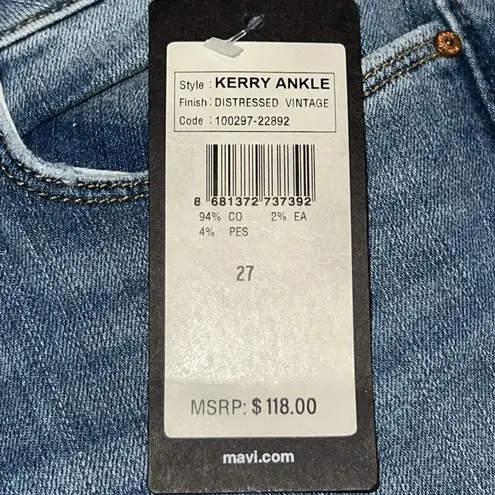 Style : KERRY ANKLE
Finish : DISTRESSED VINTAGE
Code : 100297-22892
8 681372 737392
94% CO 2% EA
4% PES
27
MSRP: $ 118.00
mavi.com